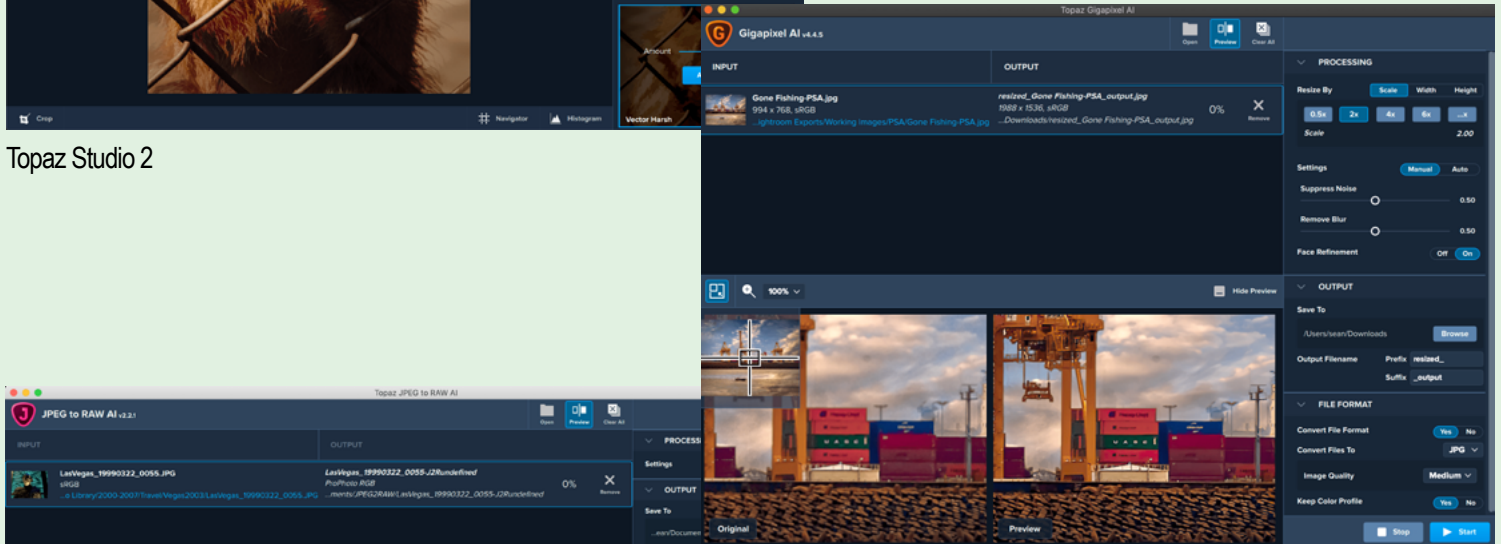 Amount
Crop
Navigator
Histogram
Vector Harsh
Topaz Studio 2
Topaz Gigapixel AI
Gigapixel AI v4.4.5
Open
Preview
Clear All
INPUT
OUTPUT
Gone Fishing-PSA.jpg
994 x 768, sRGB
...ightroom Exports/Working images/PSA/Gone Fishing-PSA.jpg
resized_Gone Fishing-PSA_output.jpg
1988 x 1536, sRGB
...Downloads/resized_Gone Fishing-PSA_output.jpg
0%
Remove
PROCESSING
Resize By
Scale
Width
Height
0.5x
2x
4x
6x
...x
Scale
2.00
Settings
Manual
Auto
Suppress Noise
0.50
Remove Blur
0.50
Face Refinement
Off
On
100%
Hide Preview
OUTPUT
Save To
/Users/sean/Downloads
Browse
Output Filename
Prefix
resized_
Suffix
_output
FILE FORMAT
Convert File Format
Yes
No
Convert Files To
JPG
Image Quality
Medium
Keep Color Profile
Yes
No
Stop
Start
Original
Preview
Topaz JPEG to RAW AI
JPEG to RAW AI v2.2.1
Open
Preview
Clear All
INPUT
OUTPUT
LasVegas_19990322_0055.JPG
sRGB
...o Library/2000-2007/Travel/Vegas2003/LasVegas_19990322_0055.JPG
LasVegas_19990322_0055-J2Rundefined
ProPhoto RGB
...ments/JPEG2RAW/LasVegas_19990322_0055-J2Rundefined
0%
Remove
PROCESS
Settings
OUTPUT
Save To
...ean/Documen